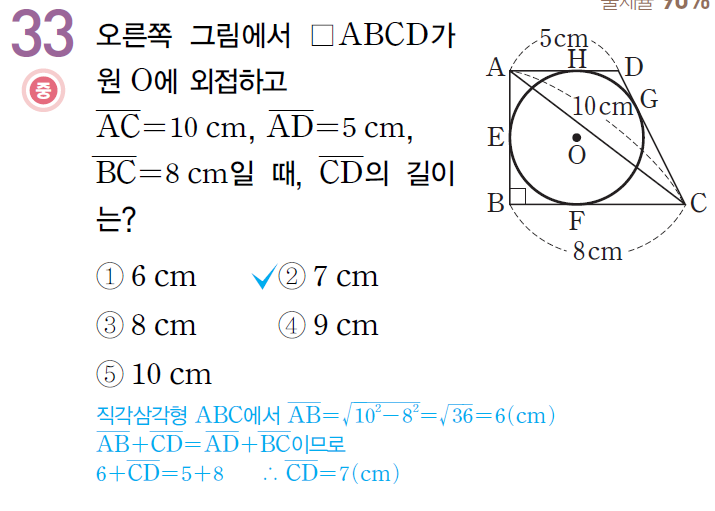 출제율 90%
33
중
오른쪽 그림에서 □ABCD가
원 O에 외접하고
AC=10 cm, AD=5 cm,
BC=8 cm일 때, CD의 길이
는?
① 6 cm ② 7 cm
③ 8 cm ④ 9 cm
⑤ 10 cm
직각삼각형 ABC에서 AB=√10²-8²=√36=6(cm)
AB+CD=AD+BC이므로
6+CD=5+8 ∴ CD=7(cm)
5cm
A H D
10cm G
E
O
B C
F
8cm